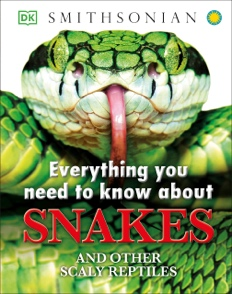 DK
SMITHSONIAN
Everything you
need to know about
SNAKES
AND OTHER
SCALY REPTILES